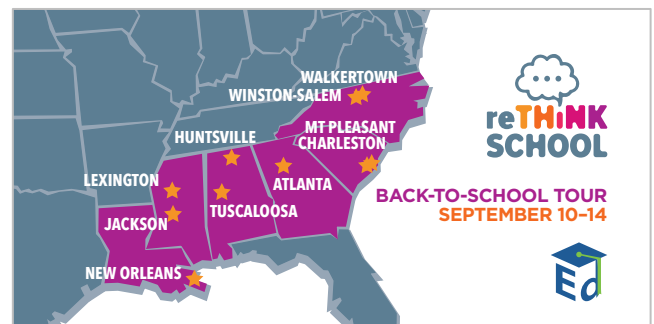 WALKERTOWN
WINSTON-SALEM
MT PLEASANT
CHARLESTON
HUNTSVILLE
LEXINGTON
ATLANTA
TUSCALOOSA
JACKSON
NEW ORLEANS
reTHiNK
SCHOOL
BACK-TO-SCHOOL TOUR
SEPTEMBER 10–14
Ed